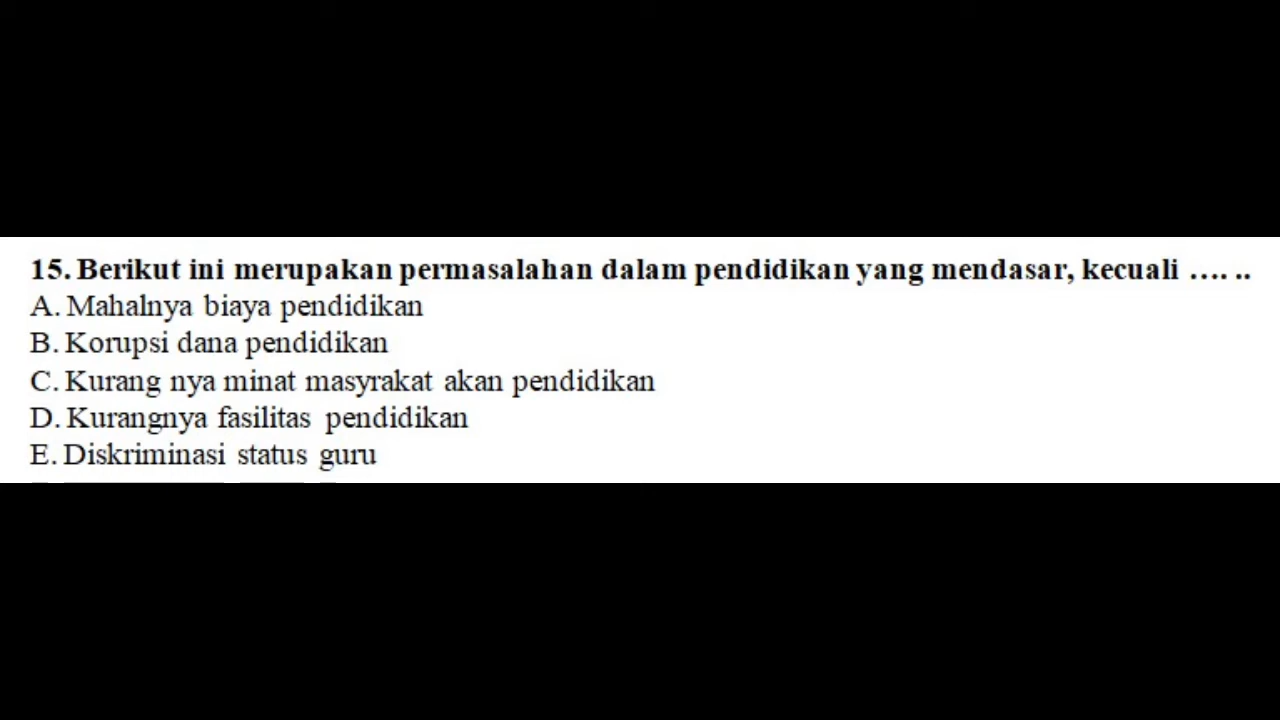 15. Berikut ini merupakan permasalahan dalam pendidikan yang mendasar, kecuali .... ..
A. Mahalnya biaya pendidikan
B. Korupsi dana pendidikan
C. Kurang nya minat masyrakat akan pendidikan
D. Kurangnya fasilitas pendidikan
E. Diskriminasi status guru